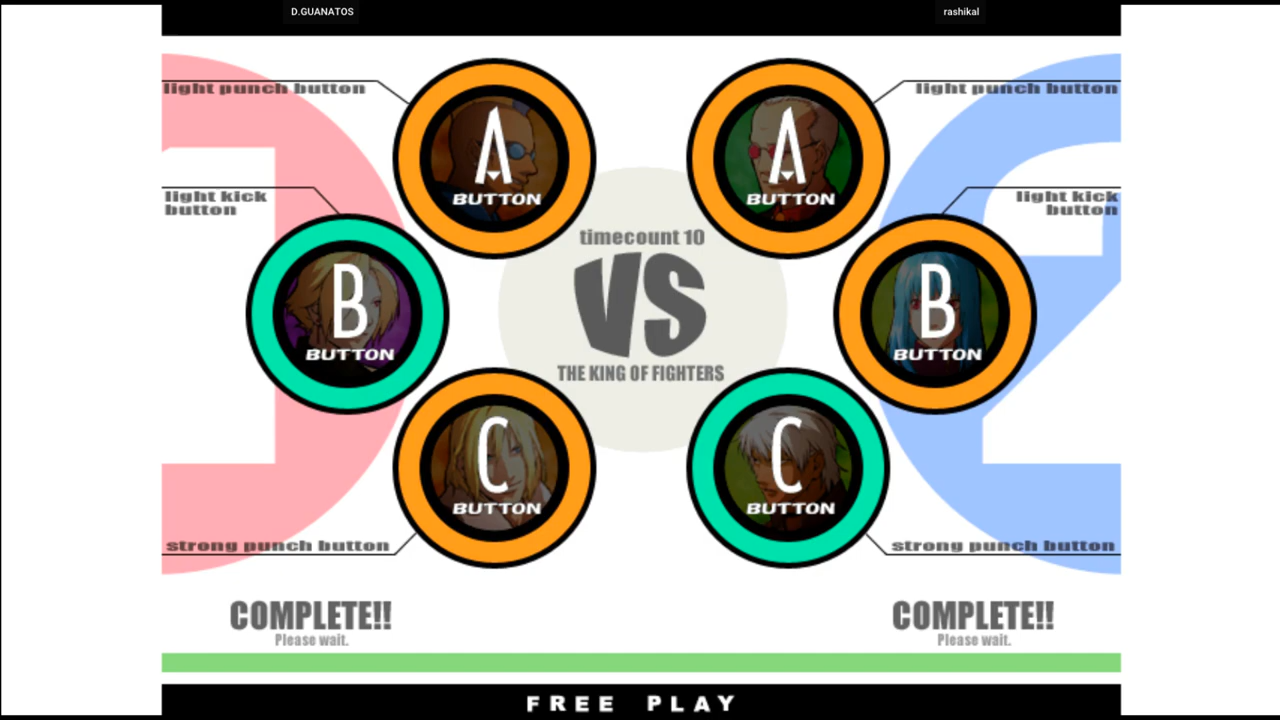 D.GUANATOS
rashikal
light punch button
light punch button
A
BUTTON
A
BUTTON
light kick
button
light kick
button
timecount 10
VS
THE KING OF FIGHTERS
B
BUTTON
B
BUTTON
1
2
C
BUTTON
C
BUTTON
strong punch button
strong punch button
COMPLETE!!
Please wait.
COMPLETE!!
Please wait.
FREE PLAY